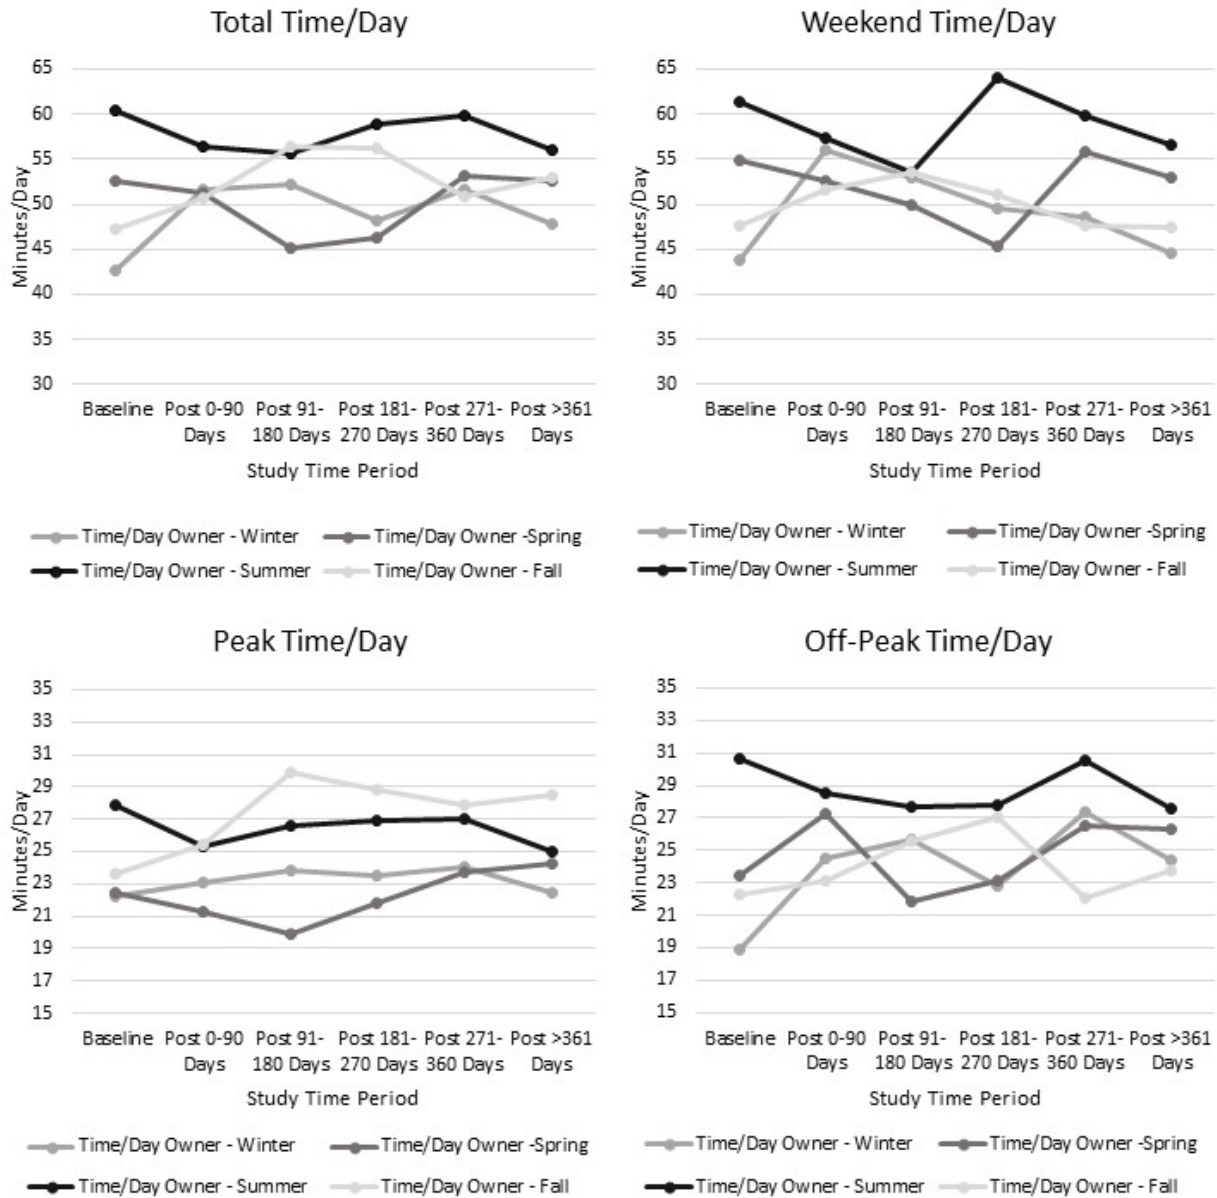 Total Time/Day
65
60
55
50
45
40
35
30
Minutes/Day
Baseline Post 0-90 Post 91- Post 181- Post 271- Post >361
Days 180 Days 270 Days 360 Days Days
Study Time Period
Time/Day Owner - Winter Time/Day Owner -Spring
Time/Day Owner - Summer Time/Day Owner - Fall
Weekend Time/Day
65
60
55
50
45
40
35
30
Minutes/Day
Baseline Post 0-90 Post 91- Post 181- Post 271- Post >361
Days 180 Days 270 Days 360 Days Days
Study Time Period
Time/Day Owner - Winter Time/Day Owner -Spring
Time/Day Owner - Summer Time/Day Owner - Fall
Peak Time/Day
35
33
31
29
27
25
23
21
19
17
15
Minutes/Day
Baseline Post 0-90 Post 91- Post 181- Post 271- Post >361
Days 180 Days 270 Days 360 Days Days
Study Time Period
Time/Day Owner - Winter Time/Day Owner -Spring
Time/Day Owner - Summer Time/Day Owner - Fall
Off-Peak Time/Day
35
33
31
29
27
25
23
21
19
17
15
Minutes/Day
Baseline Post 0-90 Post 91- Post 181- Post 271- Post >361
Days 180 Days 270 Days 360 Days Days
Study Time Period
Time/Day Owner - Winter Time/Day Owner -Spring
Time/Day Owner - Summer Time/Day Owner - Fall